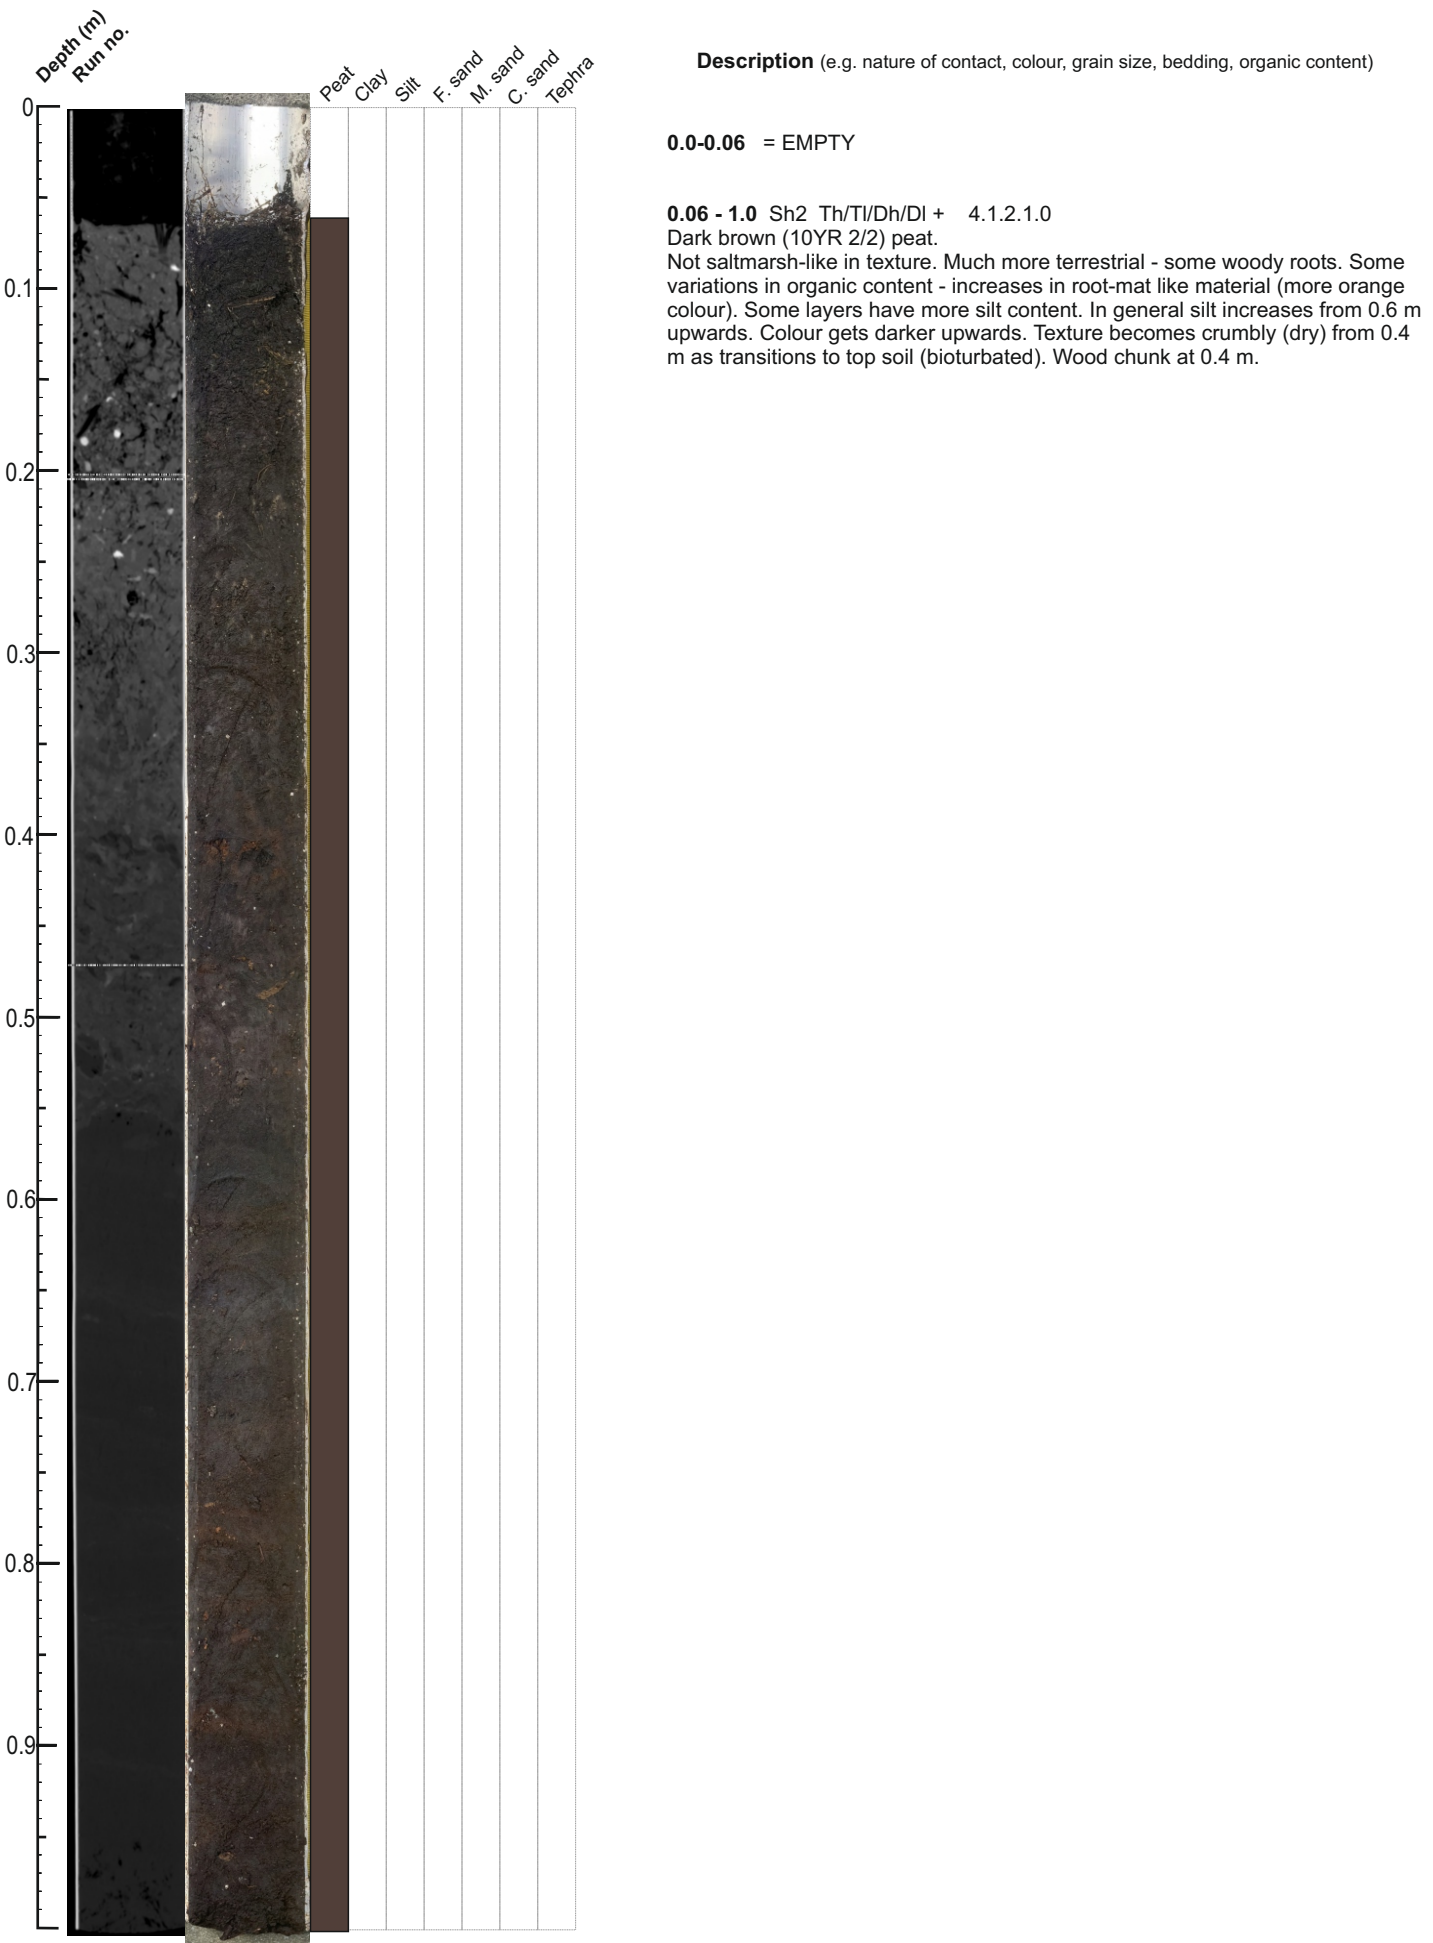 Depth (m)
Run no.
Peat
Clay
Silt
F. sand
M. sand
C. sand
Tephra
Description (e.g. nature of contact, colour, grain size, bedding, organic content)
0
0.1
0.2
0.3
0.4
0.5
0.6
0.7
0.8
0.9
0.0-0.06 = EMPTY
0.06 - 1.0 Sh2 Th/Tl/Dh/Dl + 4.1.2.1.0
Dark brown (10YR 2/2) peat.
Not saltmarsh-like in texture. Much more terrestrial - some woody roots. Some
variations in organic content - increases in root-mat like material (more orange
colour). Some layers have more silt content. In general silt increases from 0.6 m
upwards. Colour gets darker upwards. Texture becomes crumbly (dry) from 0.4
m as transitions to top soil (bioturbated). Wood chunk at 0.4 m.